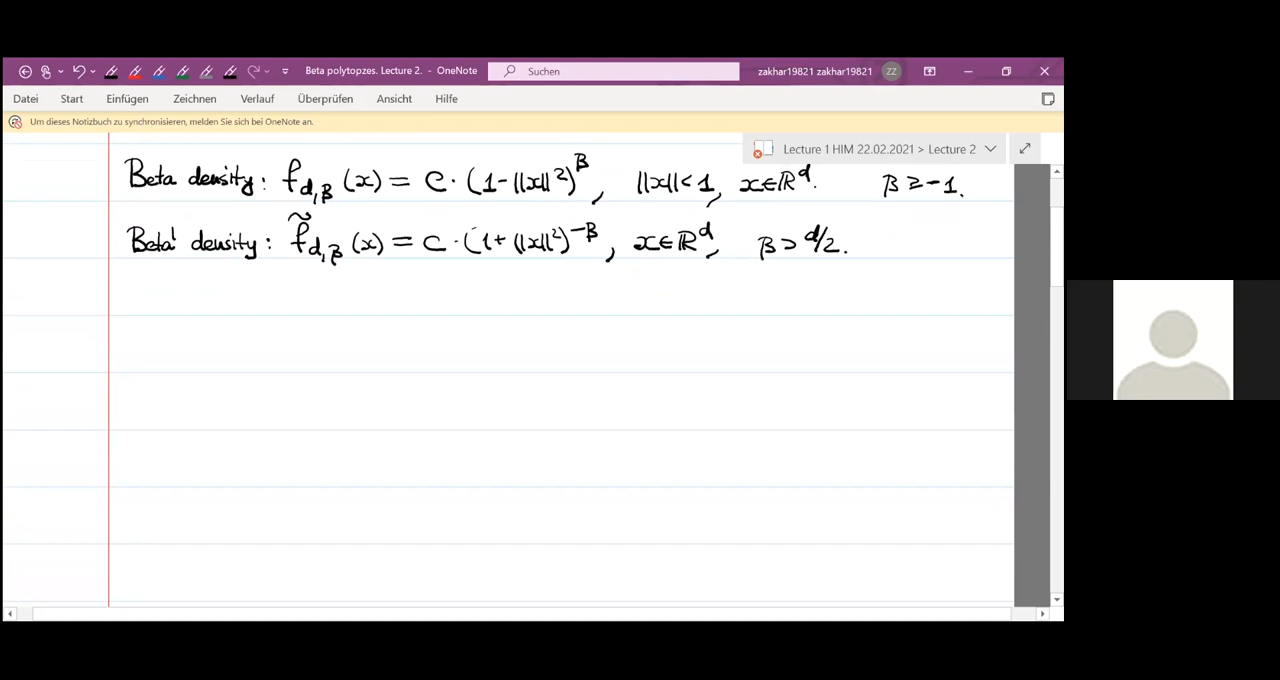 Beta polytopzes. Lecture 2. - OneNote
Suchen
zakhar19821 zakhar19821
ZZ
Datei Start Einfügen Zeichnen Verlauf Überprüfen Ansicht Hilfe
Um dieses Notizbuch zu synchronisieren, melden Sie sich bei OneNote an.
Lecture 1 HIM 22.02.2021 > Lecture 2
Beta density: f_{d,β}(x) = c·(1-||x||²)^β, ||x||<1, x∈ℝ^d. β ≥ -1.
Beta' density: f̃_{d,β}(x) = c·(1+||x||²)^{-β}, x∈ℝ^d, β > d/2.